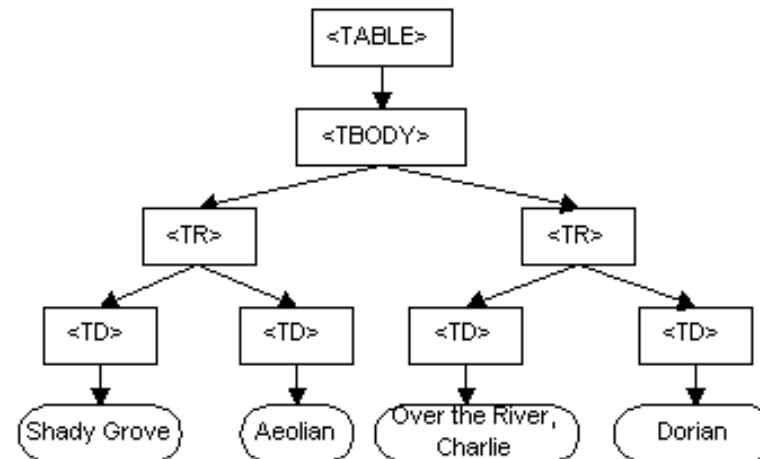 <TABLE>
<TBODY>
<TR>
<TR>
<TD>
<TD>
<TD>
<TD>
Shady Grove
Aeolian
Over the River,
Charlie
Dorian